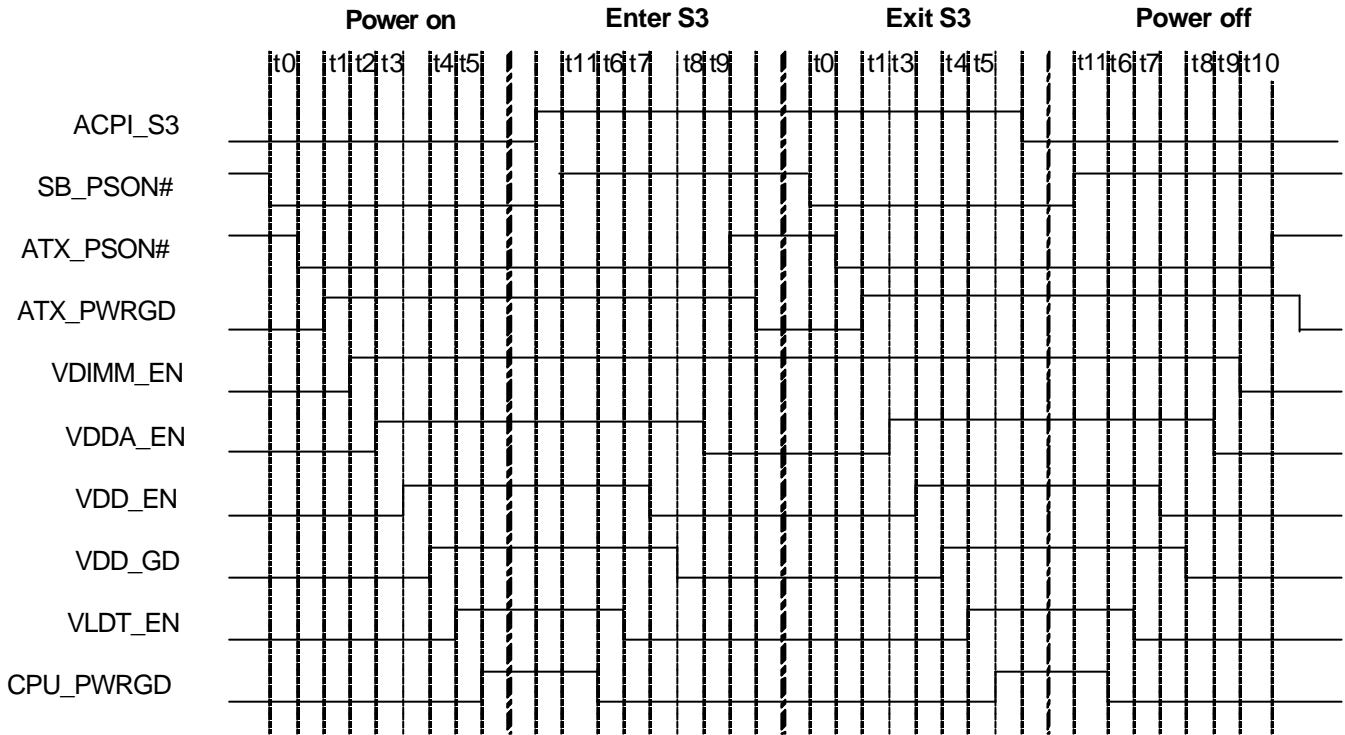 Power on Enter S3 Exit S3 Power off
t0 t1 t2 t3 t4 t5 t11 t6 t7 t8 t9 t0 t1 t3 t4 t5 t11 t6 t7 t8 t9 t10
ACPI_S3
SB_PSON#
ATX_PSON#
ATX_PWRGD
VDIMM_EN
VDDA_EN
VDD_EN
VDD_GD
VLDT_EN
CPU_PWRGD